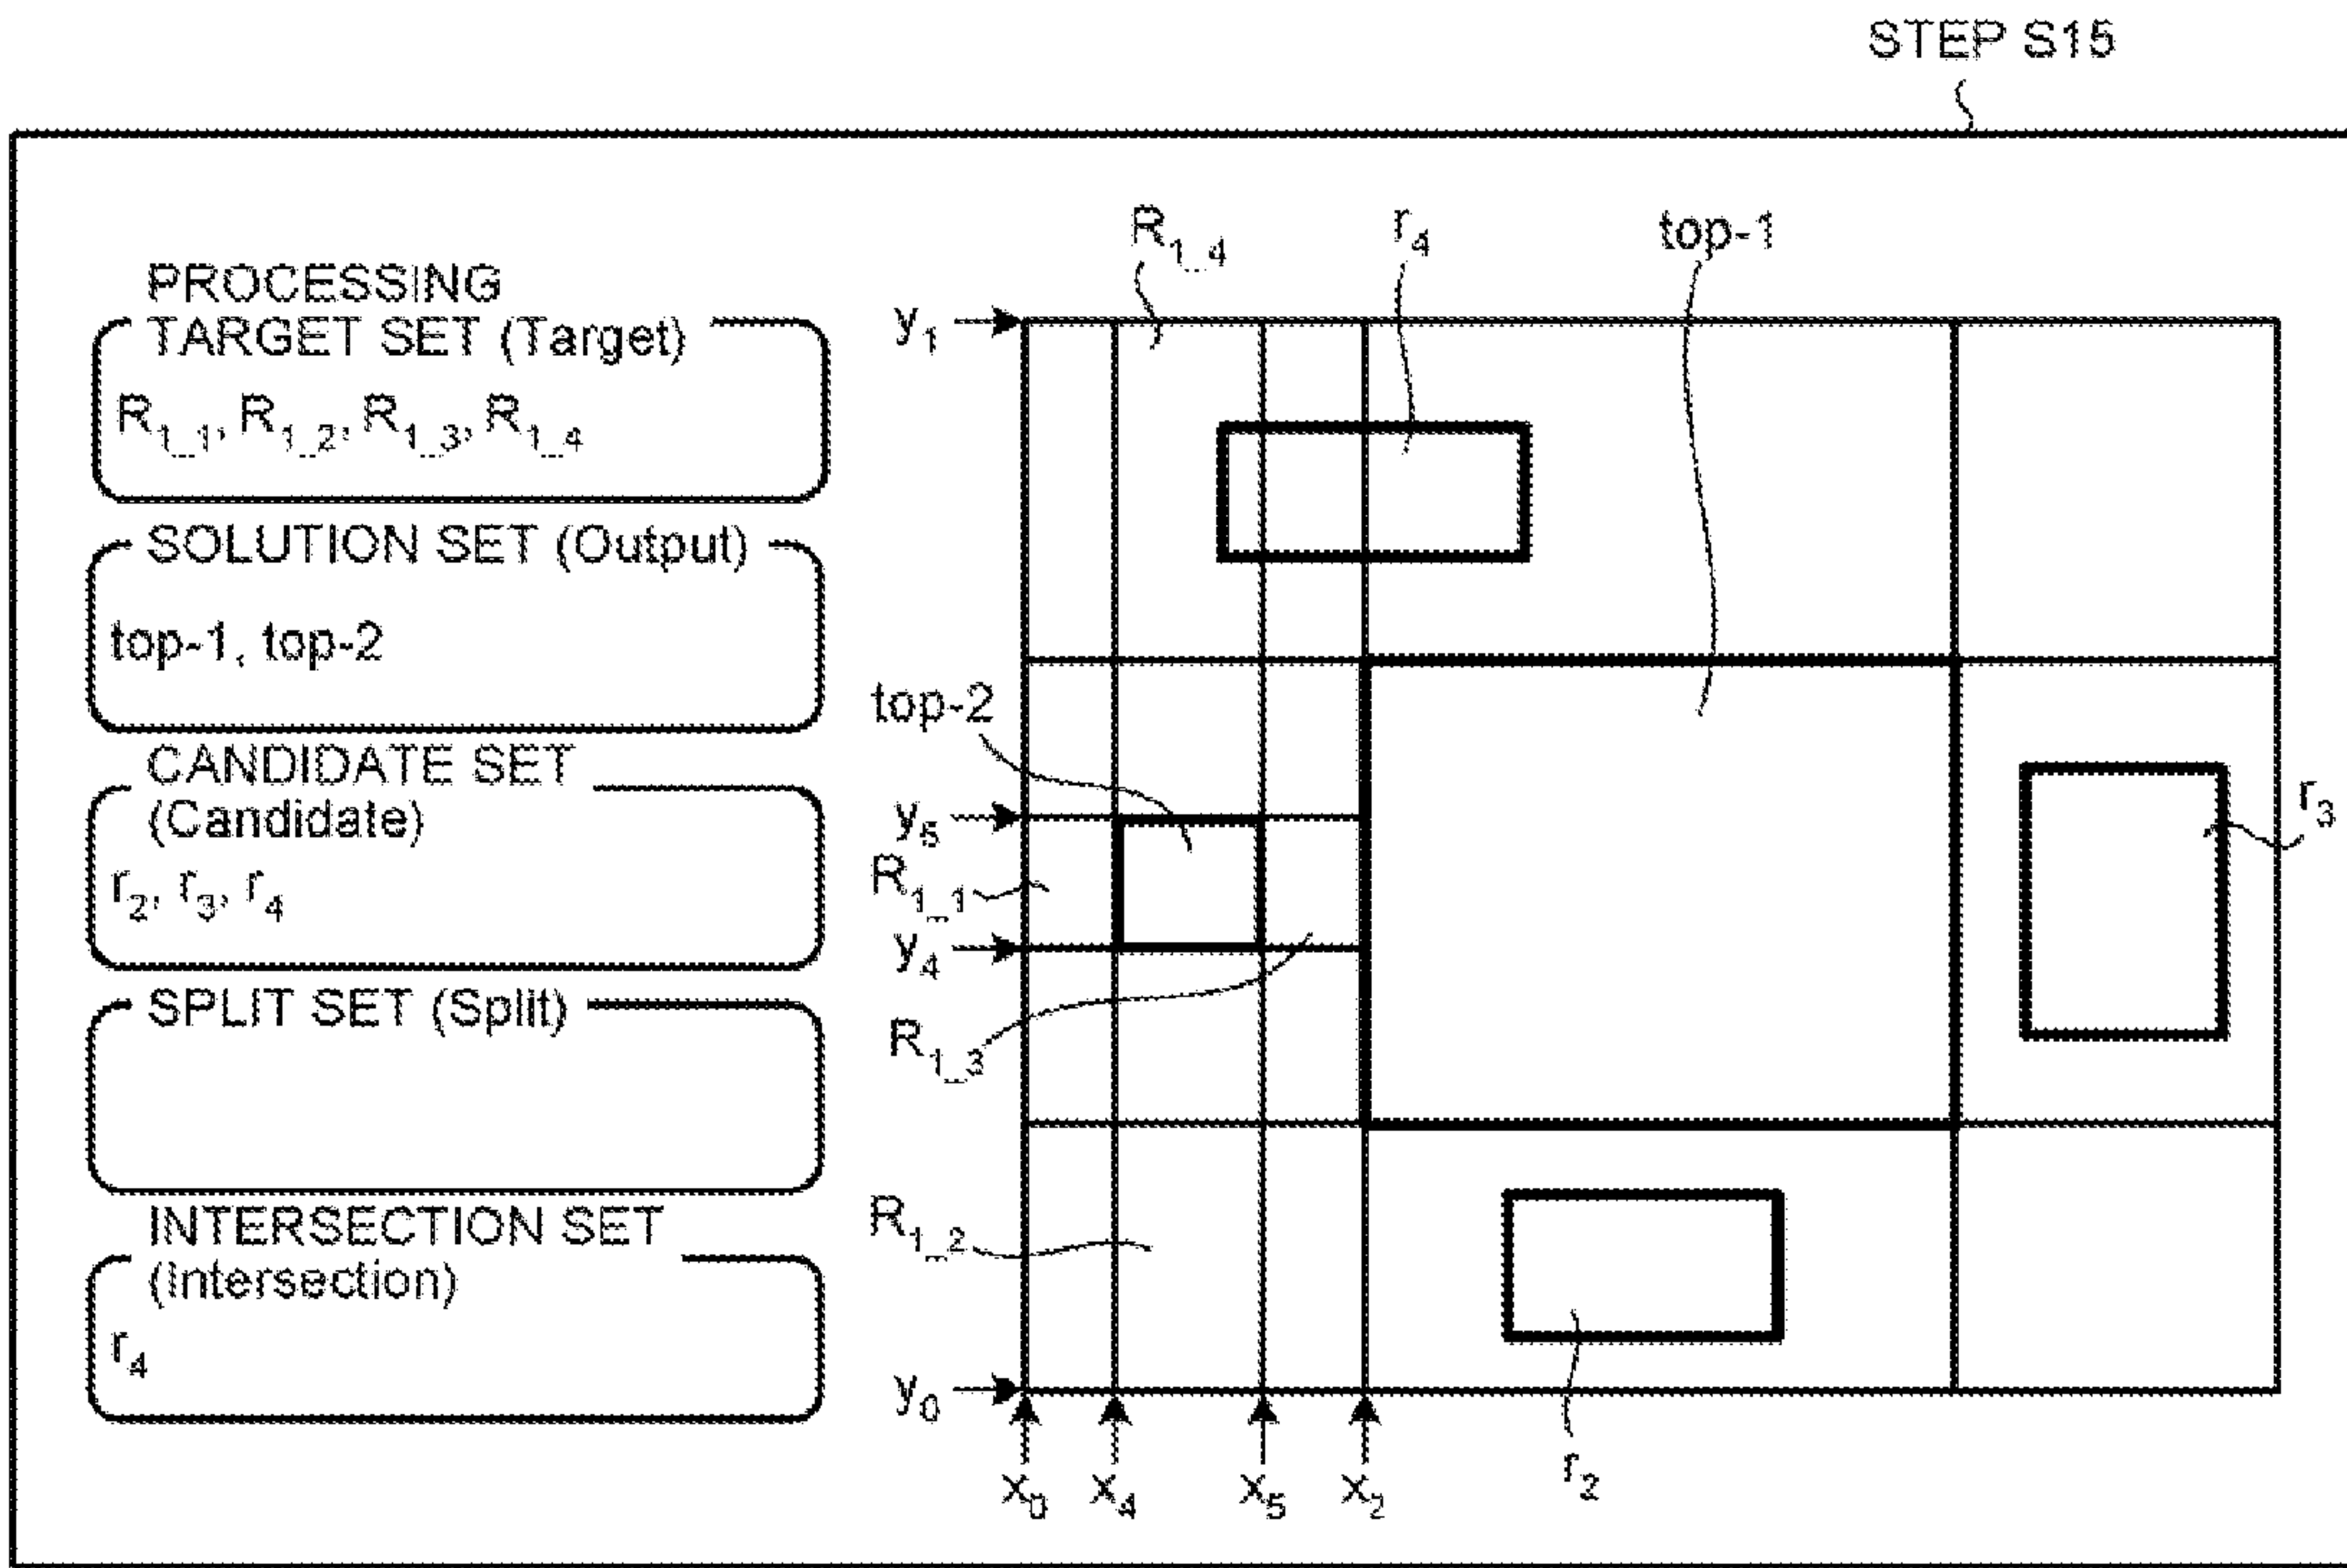 STEP S15
PROCESSING
TARGET SET (Target)
R1_1, R1_2, R1_3, R1_4
SOLUTION SET (Output)
top-1, top-2
CANDIDATE SET
(Candidate)
r2, r3, r4
SPLIT SET (Split)
INTERSECTION SET
(Intersection)
r4
R1_4
r4
top-1
y1
top-2
y5
r3
R1_1
y4
R1_3
R1_2
y0
r2
x0
x4
x5
x2